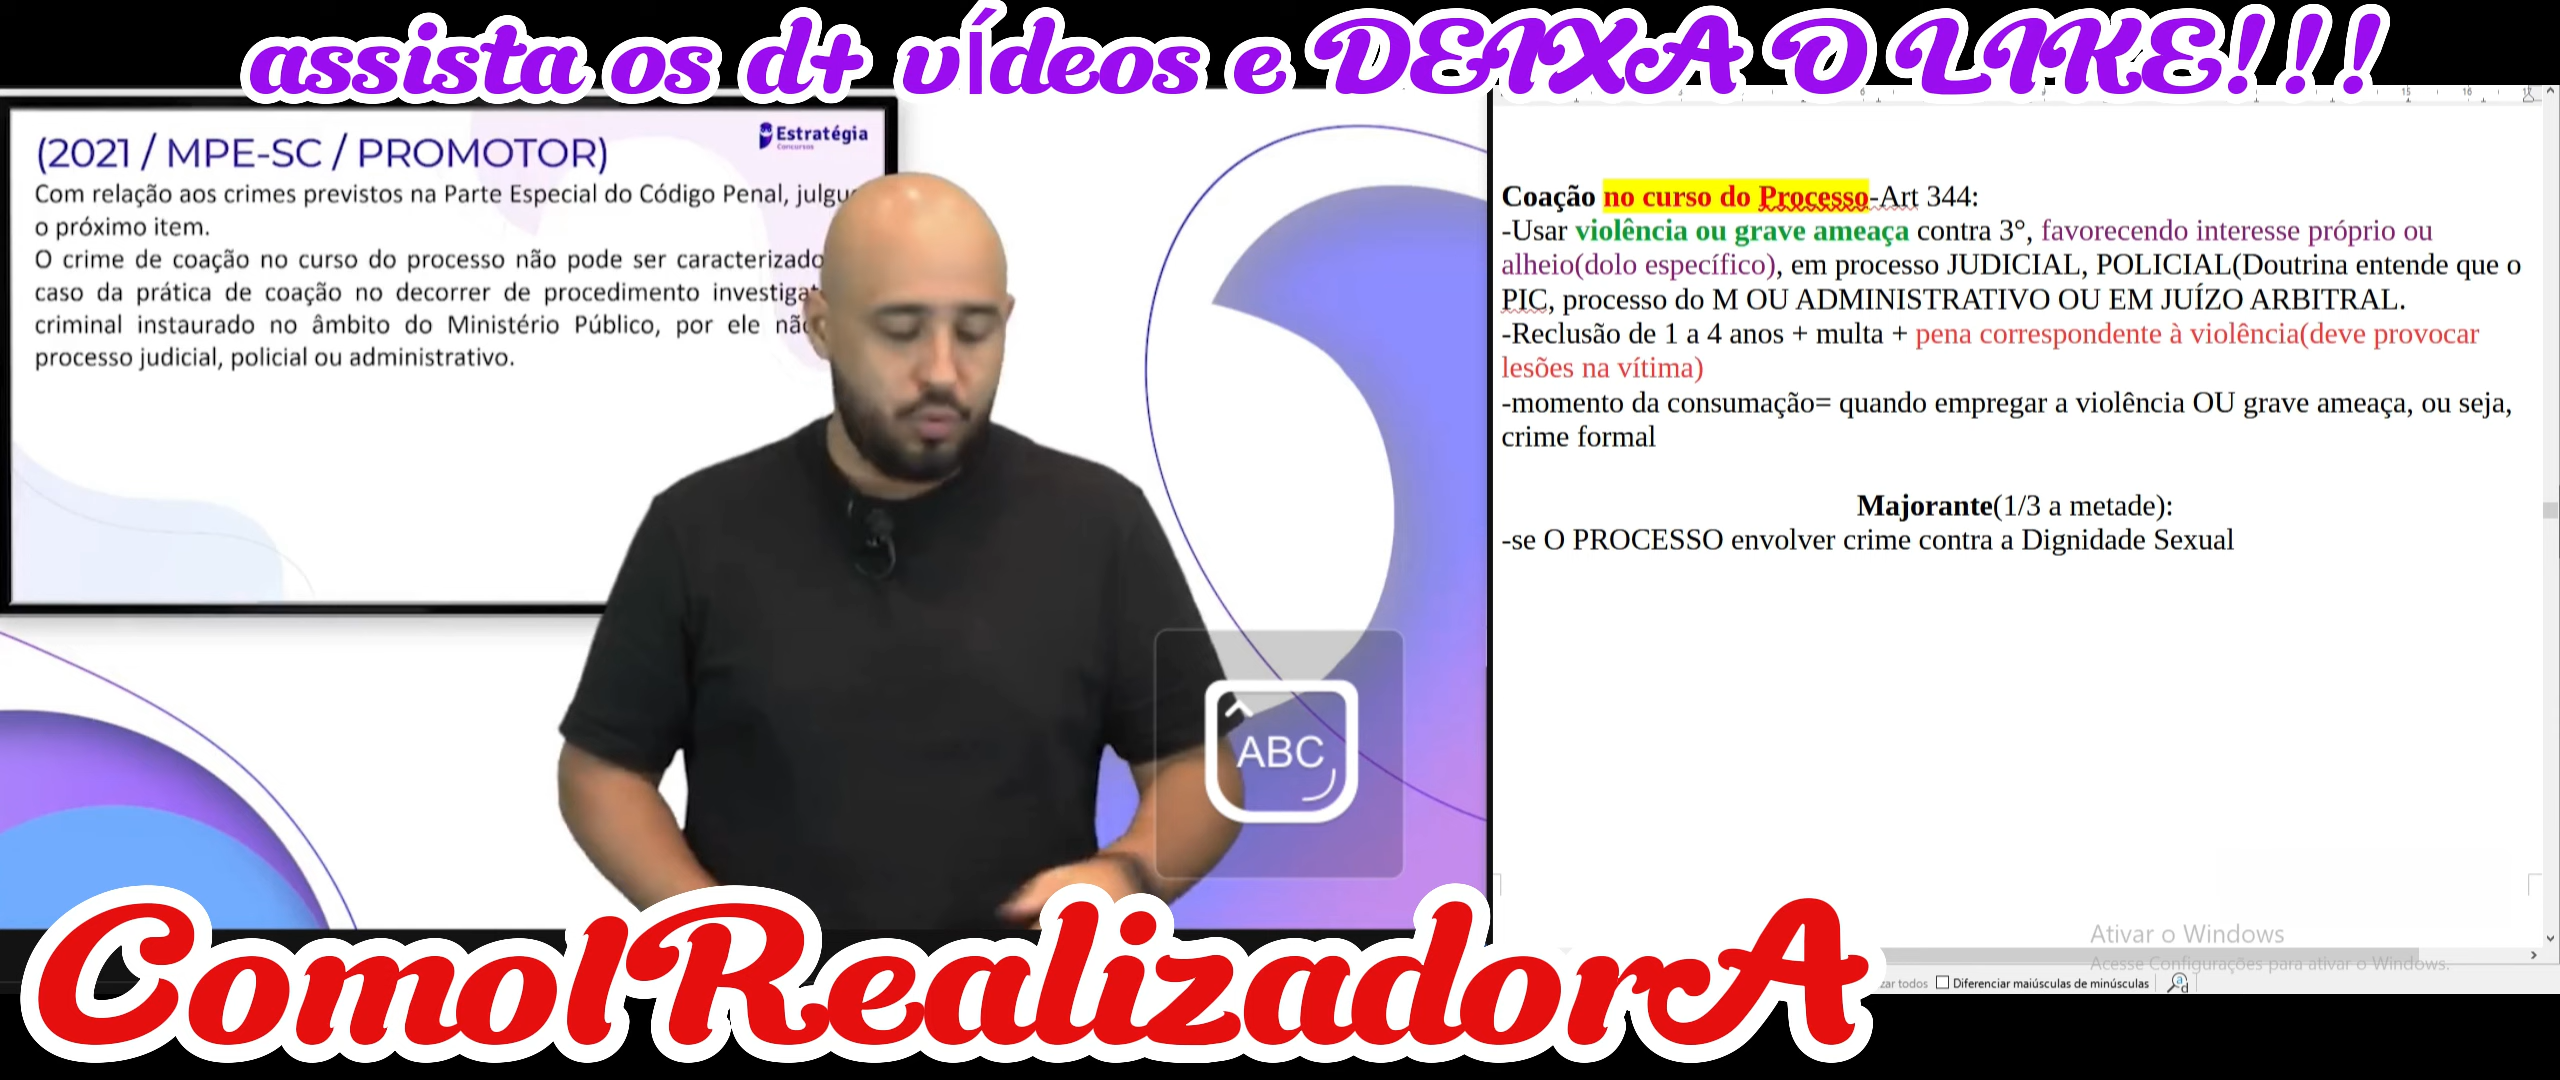 assista os d+ vÍdeos e DEIXA O LIKE!!!
(2021 / MPE-SC / PROMOTOR)
Estratégia
Concursos
Com relação aos crimes previstos na Parte Especial do Código Penal, julgu
o próximo item.
O crime de coação no curso do processo não pode ser caracterizado
caso da prática de coação no decorrer de procedimento investiga
criminal instaurado no âmbito do Ministério Público, por ele não
processo judicial, policial ou administrativo.
ABC
Coação no curso do Processo-Art 344:
-Usar violência ou grave ameaça contra 3°, favorecendo interesse próprio ou
alheio(dolo específico), em processo JUDICIAL, POLICIAL(Doutrina entende que o
PIC, processo do M OU ADMINISTRATIVO OU EM JUÍZO ARBITRAL.
-Reclusão de 1 a 4 anos + multa + pena correspondente à violência(deve provocar
lesões na vítima)
-momento da consumação= quando empregar a violência OU grave ameaça, ou seja,
crime formal
Majorante(1/3 a metade):
-se O PROCESSO envolver crime contra a Dignidade Sexual
Ativar o Windows
Acesse Configurações para ativar o Windows.
zar todos Diferenciar maiúsculas de minúsculas
ComolRealizadorA